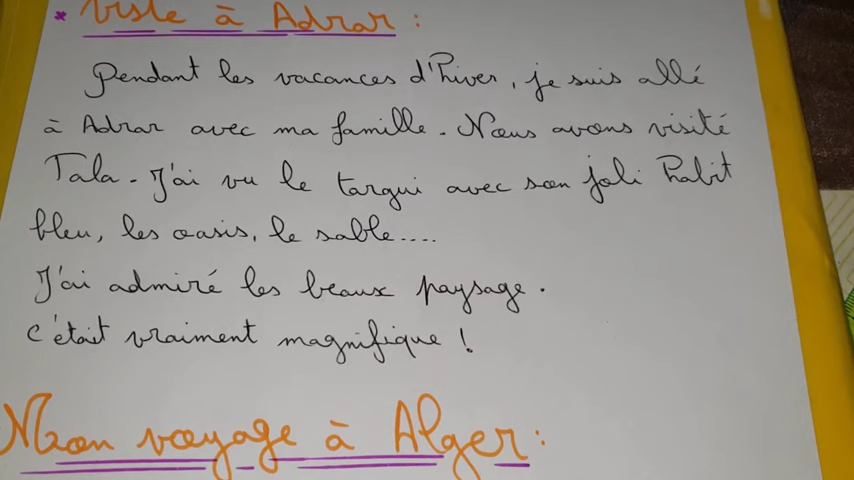 * Viste à Adrar :
Pendant les vacances d'hiver, je suis allé
à Adrar avec ma famille. Nous avons visité
Tala. J'ai vu le targui avec son joli habit
bleu, les oasis, le sable....
J'ai admiré les beaux paysage.
c'était vraiment magnifique !
Mon voyage à Alger :